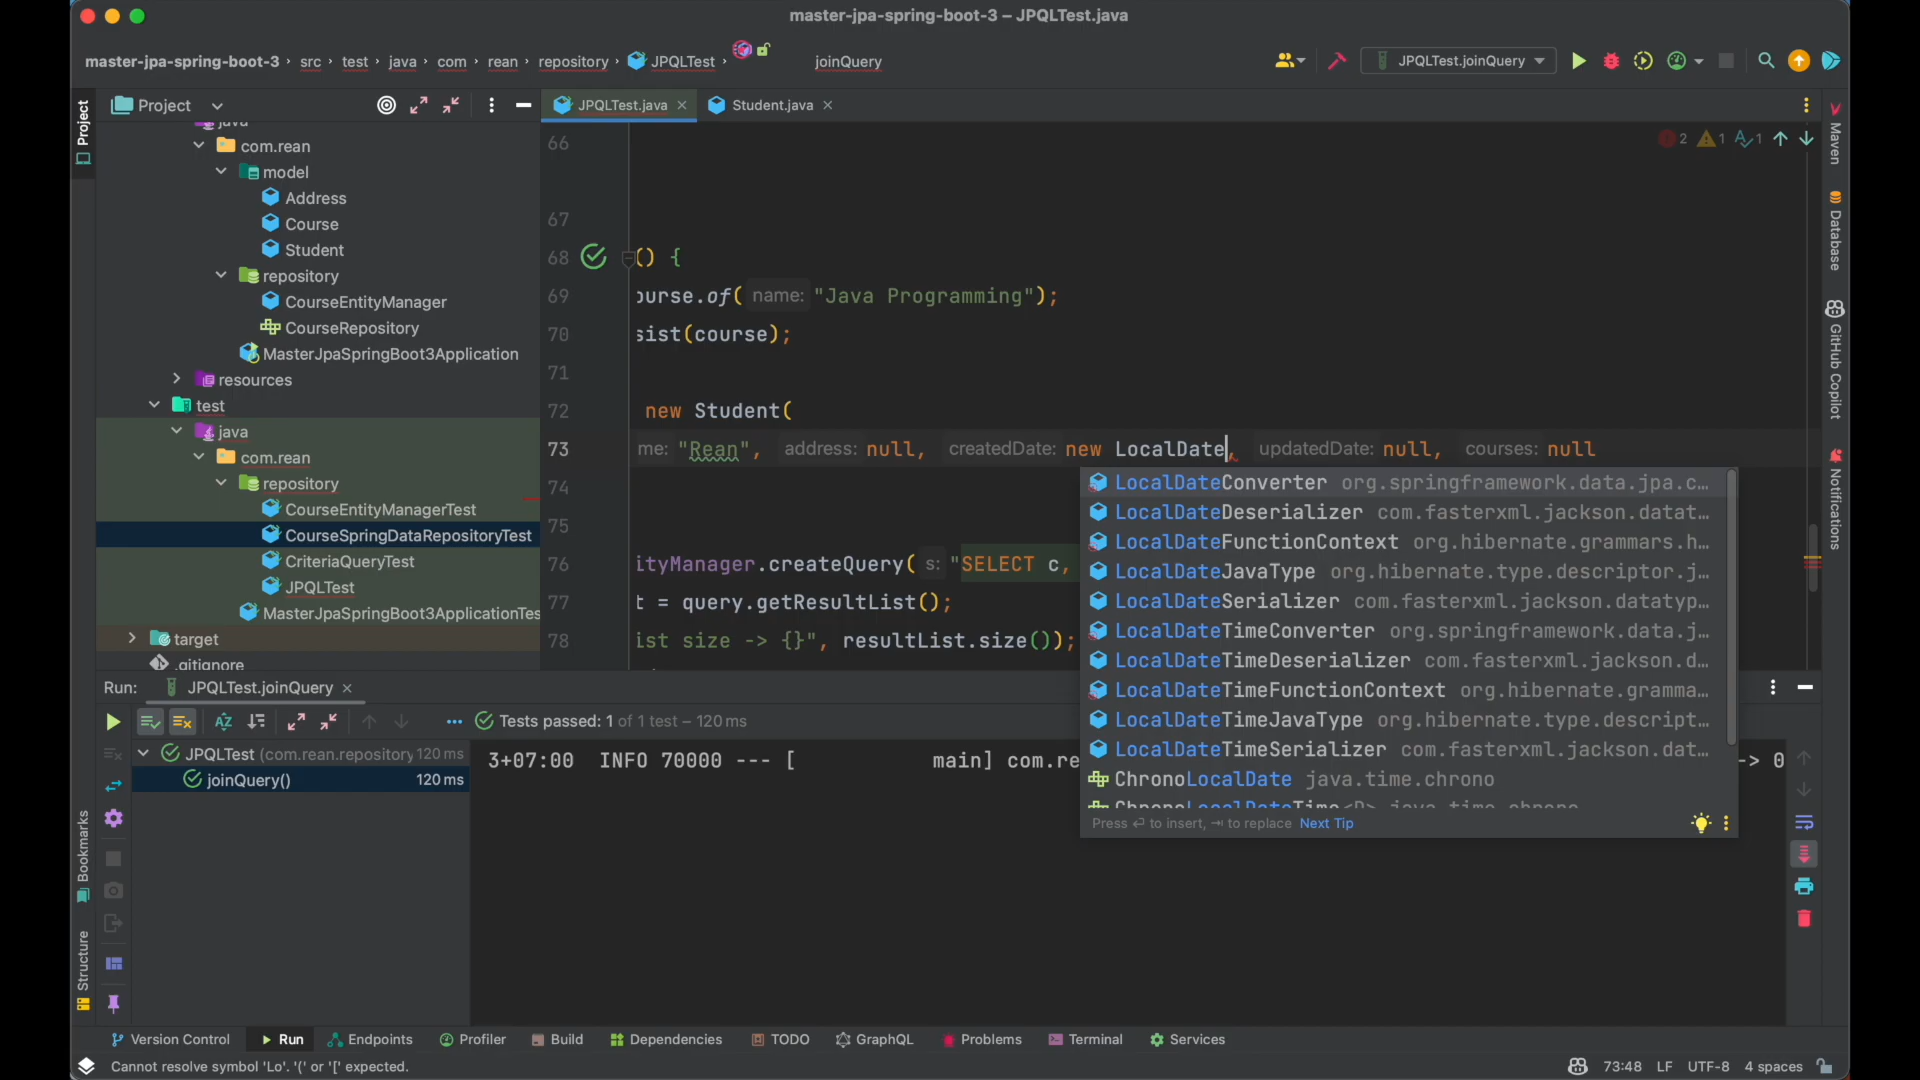 master-jpa-spring-boot-3 – JPQLTest.java
master-jpa-spring-boot-3 › src › test › java › com › rean › repository › JPQLTest › joinQuery
JPQLTest.joinQuery
Project
JPQLTest.java
Student.java
Project
java
com.rean
model
Address
Course
Student
repository
CourseEntityManager
CourseRepository
MasterJpaSpringBoot3Application
resources
test
java
com.rean
repository
CourseEntityManagerTest
CourseSpringDataRepositoryTest
CriteriaQueryTest
JPQLTest
MasterJpaSpringBoot3ApplicationTes
target
.gitignore
2 1 1
66
67
68 () {
69 ourse.of( name: "Java Programming");
70 sist(course);
71
72 new Student(
73 me: "Rean", address: null, createdDate: new LocalDate, updatedDate: null, courses: null
74
75
76 ityManager.createQuery( s: "SELECT c,
77 t = query.getResultList();
78 ist size -> {}", resultList.size());
LocalDateConverter org.springframework.data.jpa.c…
LocalDateDeserializer com.fasterxml.jackson.datat…
LocalDateFunctionContext org.hibernate.grammars.h…
LocalDateJavaType org.hibernate.type.descriptor.j…
LocalDateSerializer com.fasterxml.jackson.datatyp…
LocalDateTimeConverter org.springframework.data.j…
LocalDateTimeDeserializer com.fasterxml.jackson.d…
LocalDateTimeFunctionContext org.hibernate.gramma…
LocalDateTimeJavaType org.hibernate.type.descript…
LocalDateTimeSerializer com.fasterxml.jackson.dat…
ChronoLocalDate java.time.chrono
ChronoLocalDateTime<D> java.time.chrono
Press ↩ to insert, ⇥ to replace Next Tip
Maven
Database
GitHub Copilot
Notifications
Run: JPQLTest.joinQuery
Tests passed: 1 of 1 test – 120 ms
JPQLTest (com.rean.repository 120 ms
joinQuery() 120 ms
3+07:00 INFO 70000 --- [ main] com.re
-> 0
Bookmarks
Structure
Version Control Run Endpoints Profiler Build Dependencies TODO GraphQL Problems Terminal Services
Cannot resolve symbol 'Lo'. '(' or '[' expected.
73:48 LF UTF-8 4 spaces